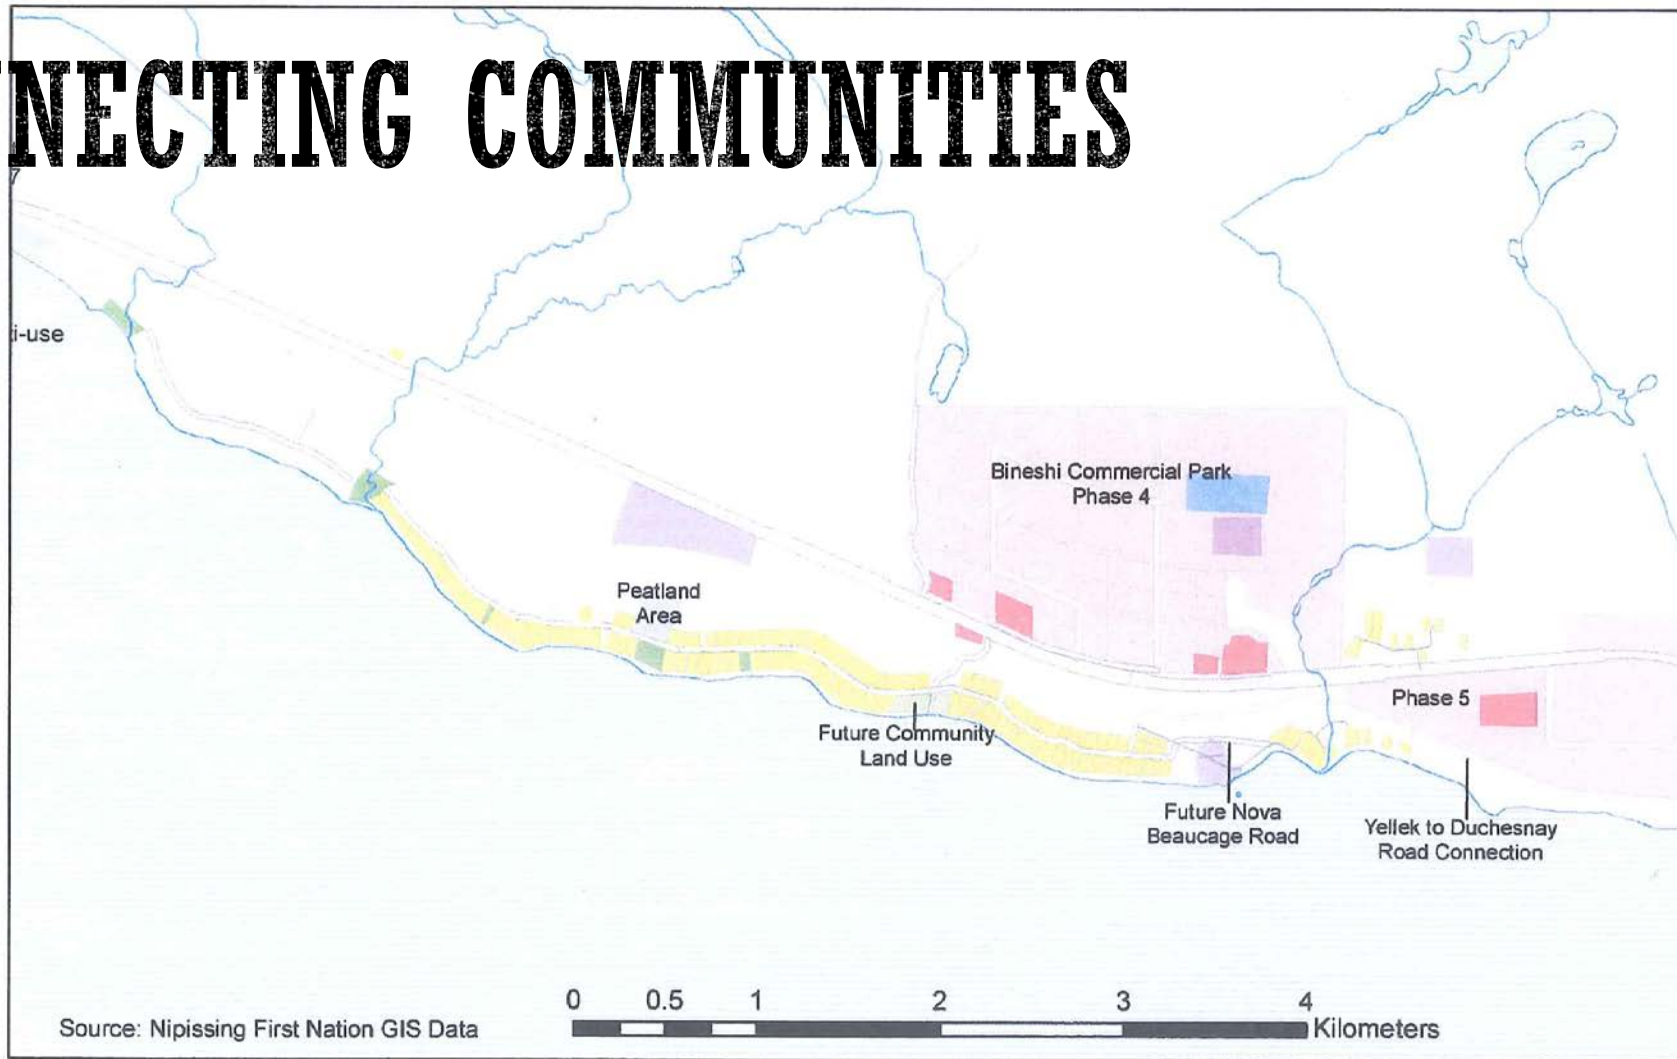 NECTING COMMUNITIES
7
i-use
Bineshi Commercial Park
Phase 4
Peatland
Area
Phase 5
Future Community
Land Use
Future Nova
Beaucage Road
Yellek to Duchesnay
Road Connection
0 0.5 1 2 3 4
Kilometers
Source: Nipissing First Nation GIS Data